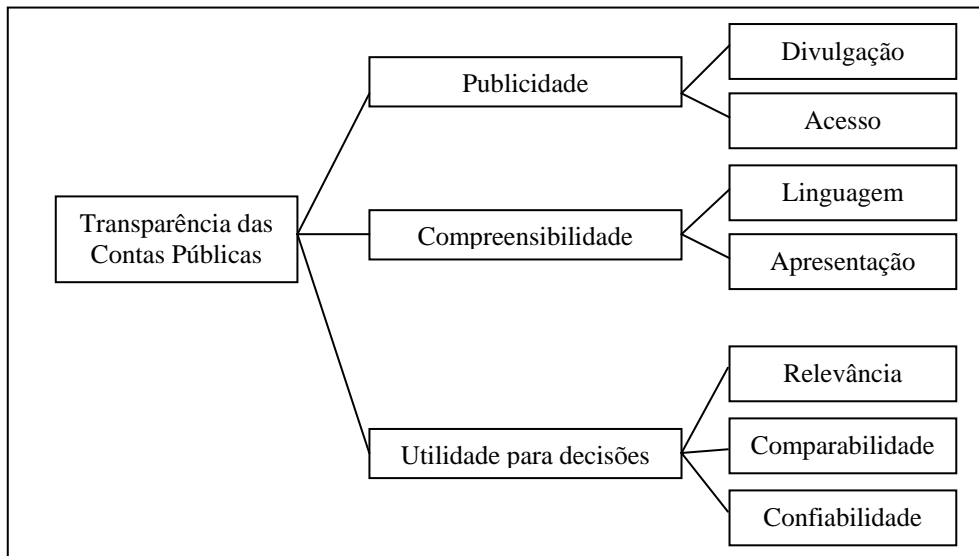 Transparência das
Contas Públicas
Publicidade
Divulgação
Acesso
Compreensibilidade
Linguagem
Apresentação
Utilidade para decisões
Relevância
Comparabilidade
Confiabilidade